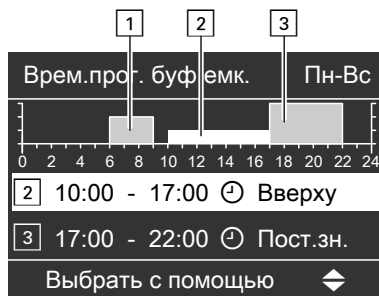 1 2 3
Врем.прог. буф.емк. Пн-Вс
0 2 4 6 8 10 12 14 16 18 20 22 24
2 10:00 - 17:00 Вверху
3 17:00 - 22:00 Пост.зн.
Выбрать с помощью